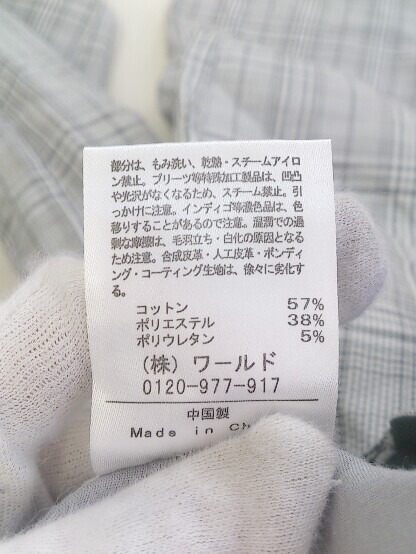 部分は、もみ洗い、乾熱・スチームアイロ
ン禁止。プリーツ等特殊加工製品は、凹凸
や光沢がなくなるため、スチーム禁止。引
っかけに注意。インディゴ等濃色品は、色
移りすることがあるので注意。湿潤での過
剰な摩擦は、毛羽立ち・白化の原因となる
ため注意。合成皮革・人工皮革・ボンディ
ング・コーティング生地は、徐々に劣化す
る。
コットン 57%
ポリエステル 38%
ポリウレタン 5%
(株) ワールド
0120-977-917
中国製
Made in